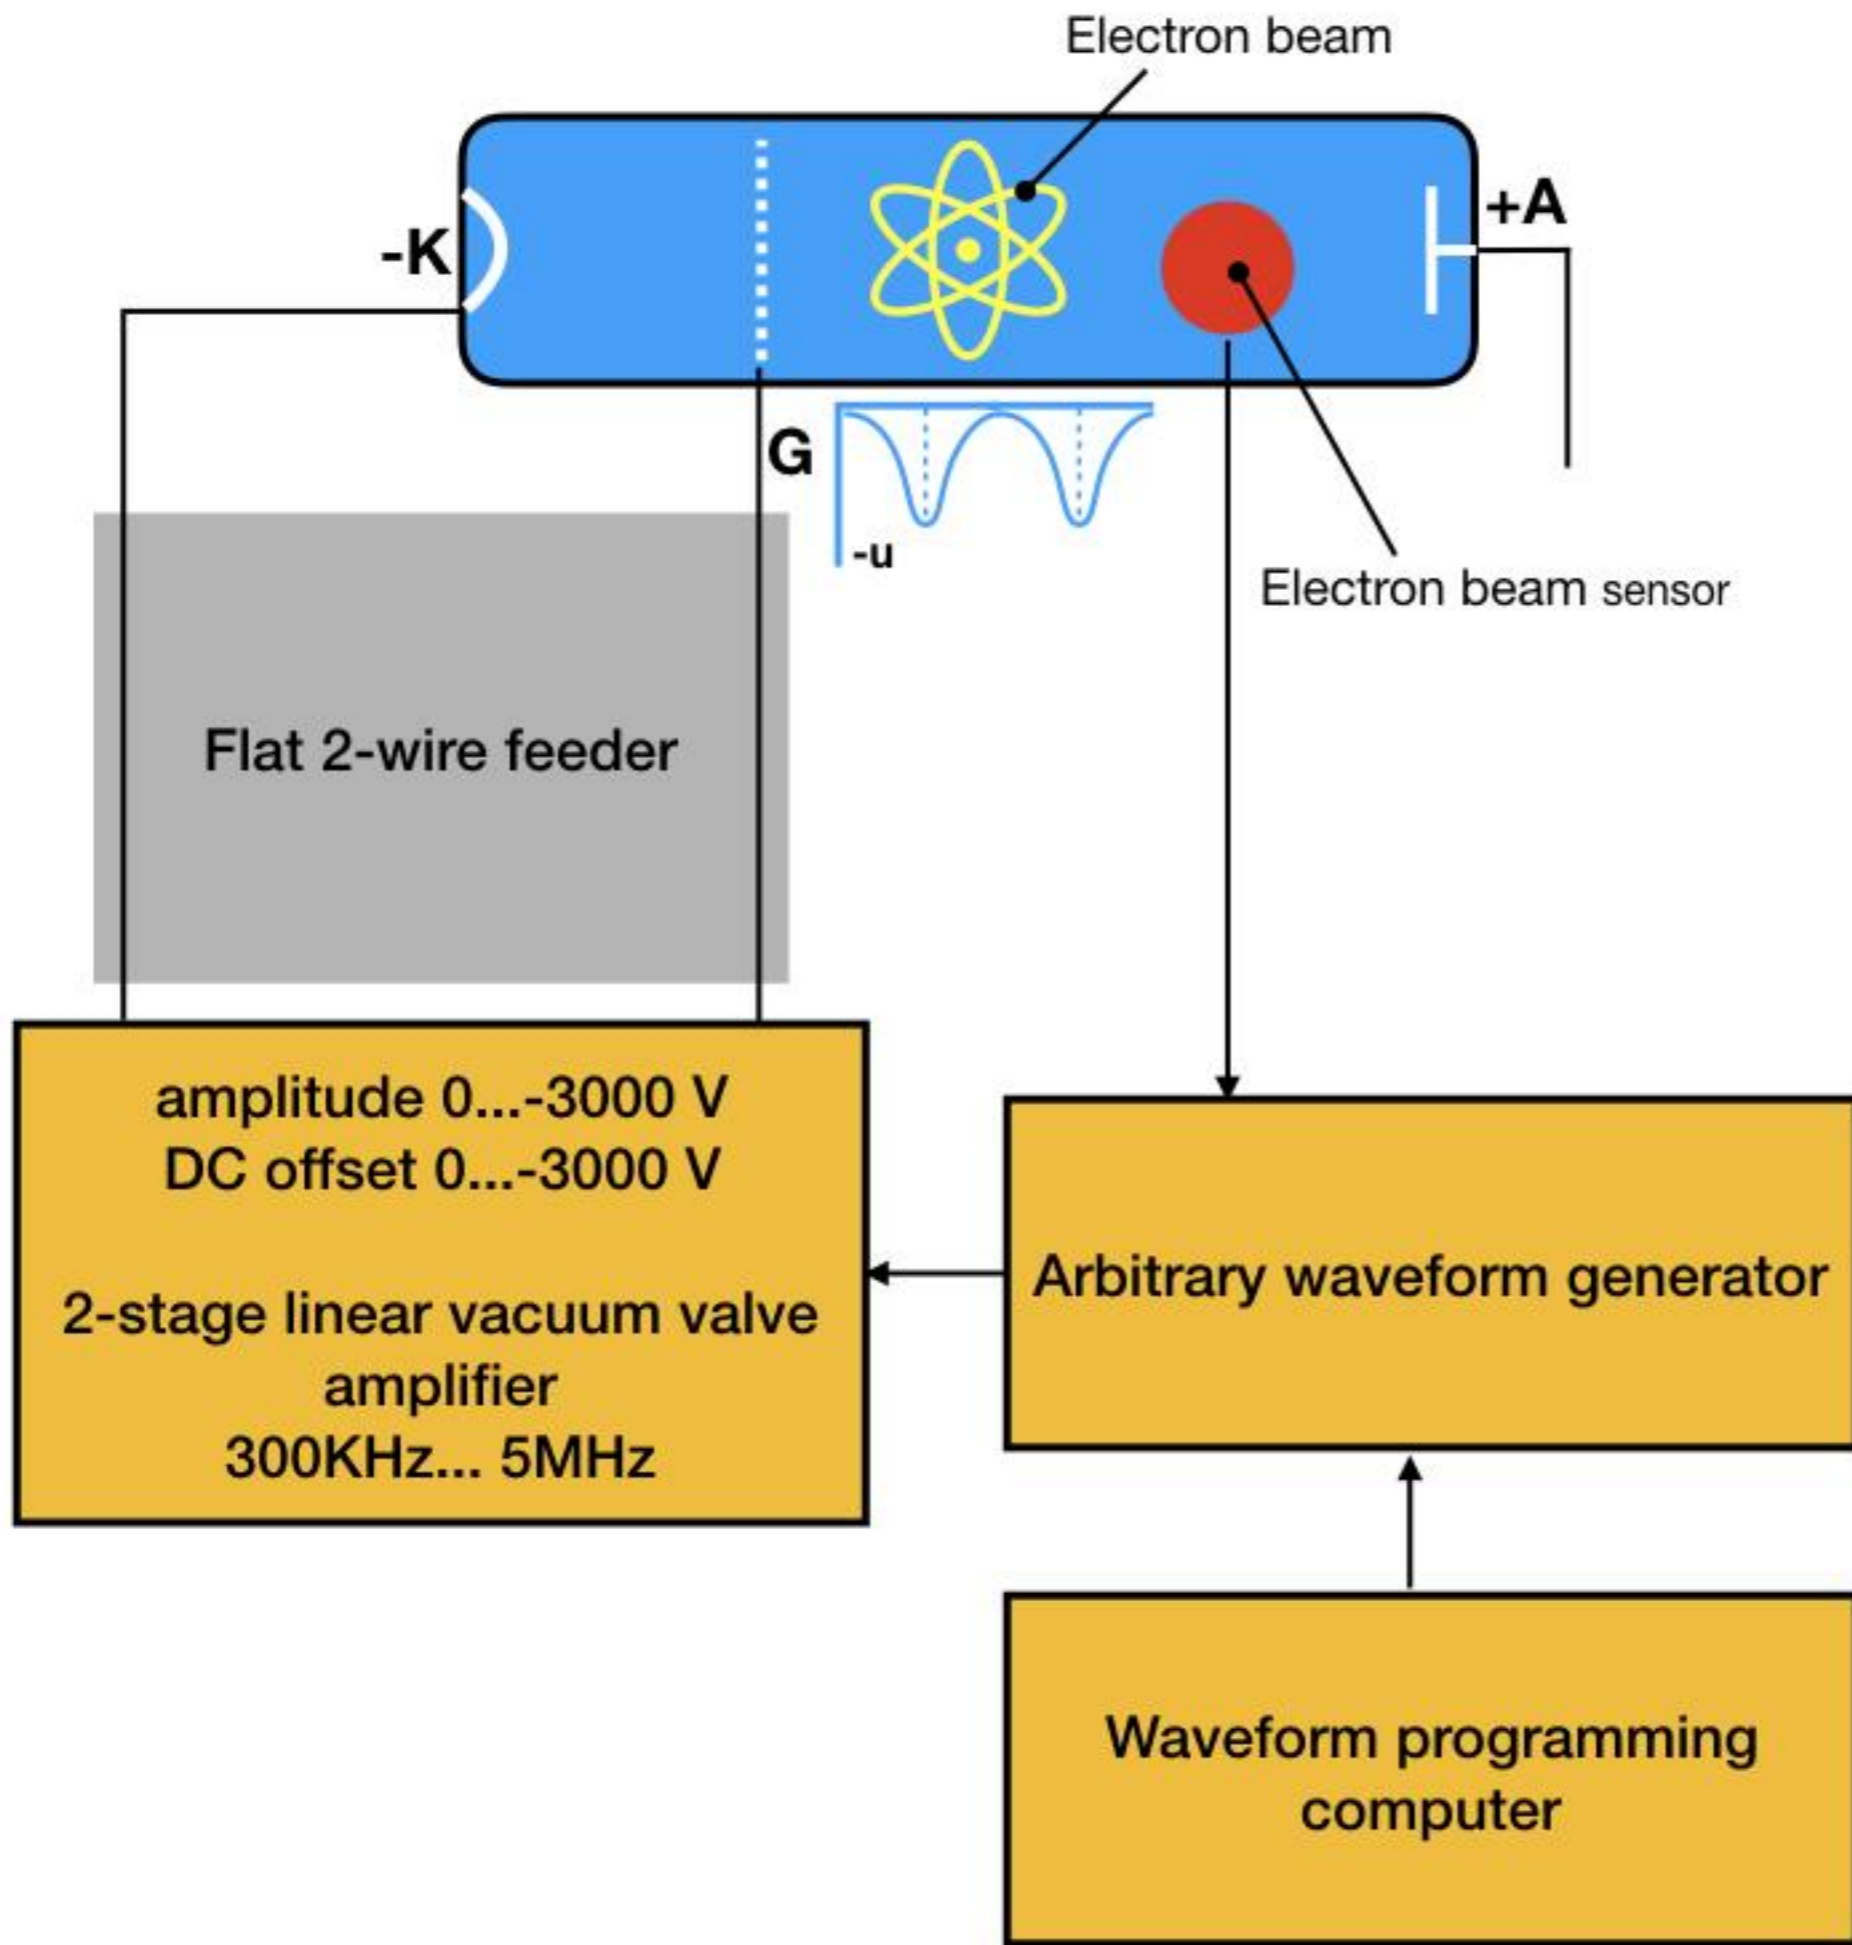 Electron beam
-K
+A
G
-u
Electron beam sensor
Flat 2-wire feeder
amplitude 0...-3000 V
DC offset 0...-3000 V
2-stage linear vacuum valve
amplifier
300KHz... 5MHz
Arbitrary waveform generator
Waveform programming
computer